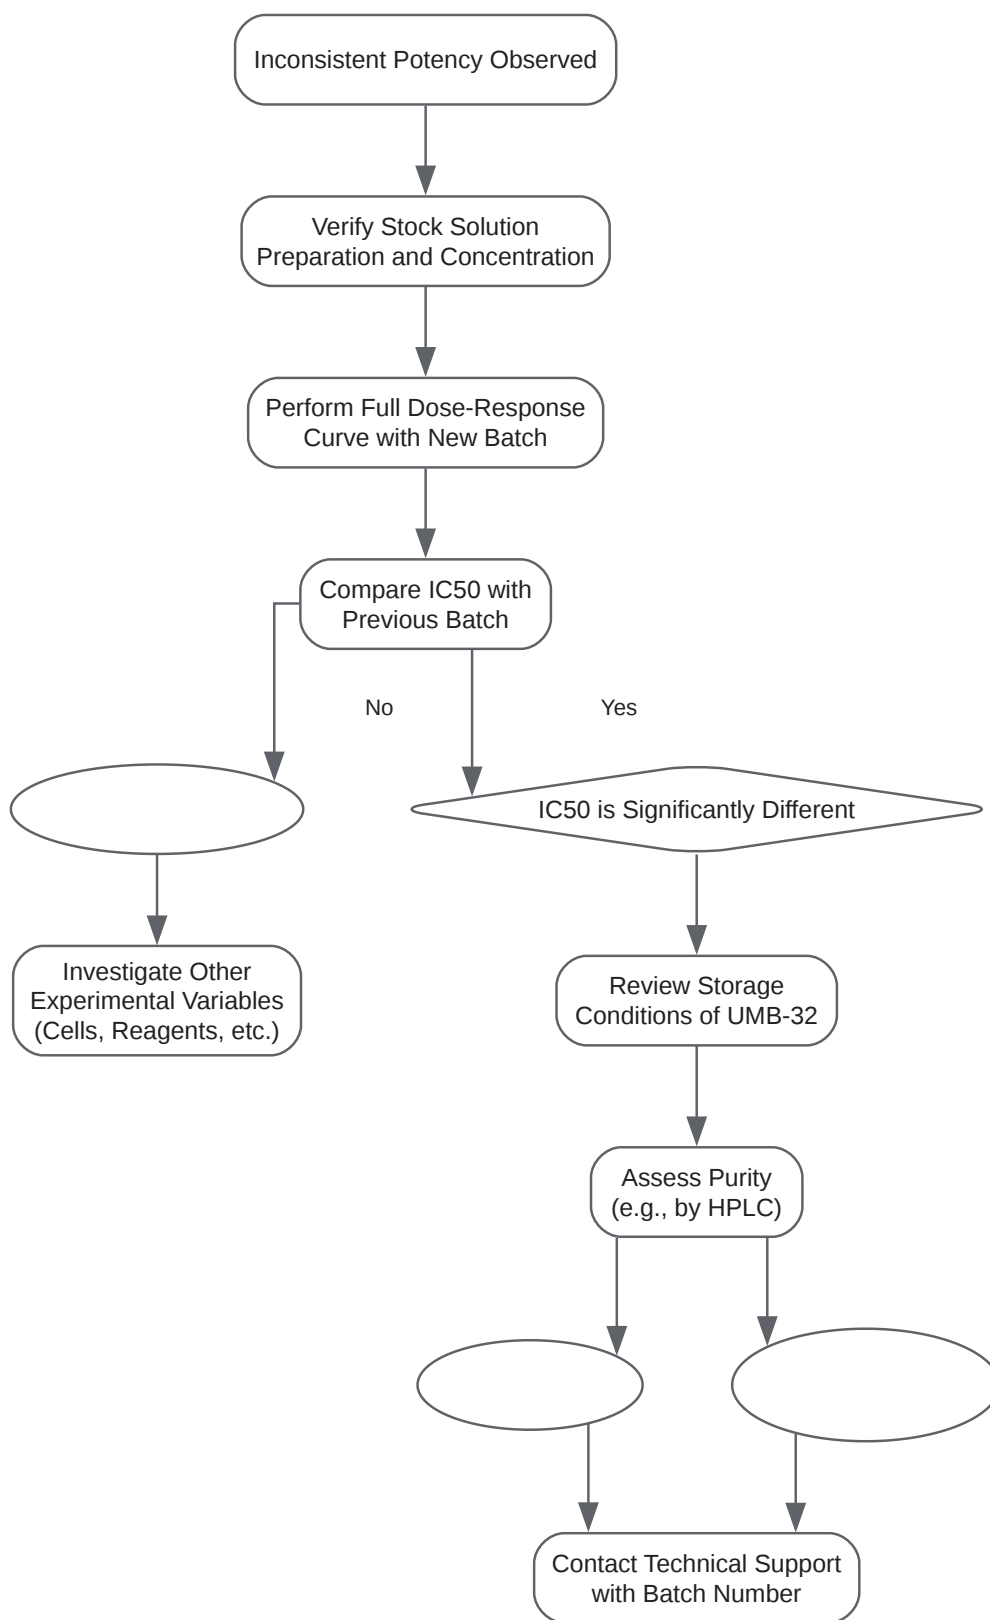 Inconsistent Potency Observed
Verify Stock Solution
Preparation and Concentration
Perform Full Dose-Response
Curve with New Batch
Compare IC50 with
Previous Batch
No
Yes
IC50 is Significantly Different
Investigate Other
Experimental Variables
(Cells, Reagents, etc.)
Review Storage
Conditions of UMB-32
Assess Purity
(e.g., by HPLC)
Contact Technical Support
with Batch Number